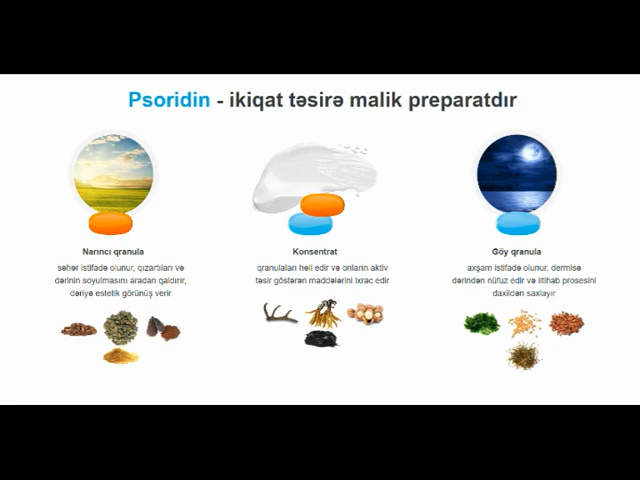 Psoridin - ikiqat təsirə malik preparatdır
Narıncı qranula
səhər istifadə olunur, qızartıları və
dərinin soyulmasını aradan qaldırır,
dəriyə estetik görünüş verir
Konsentrat
qranulaları həll edir və onların aktiv
təsir göstərən maddələrini ixrac edir
Göy qranula
axşam istifadə olunur, dermisə
dərindən nüfuz edir və iltihab prosesini
daxildən saxlayır